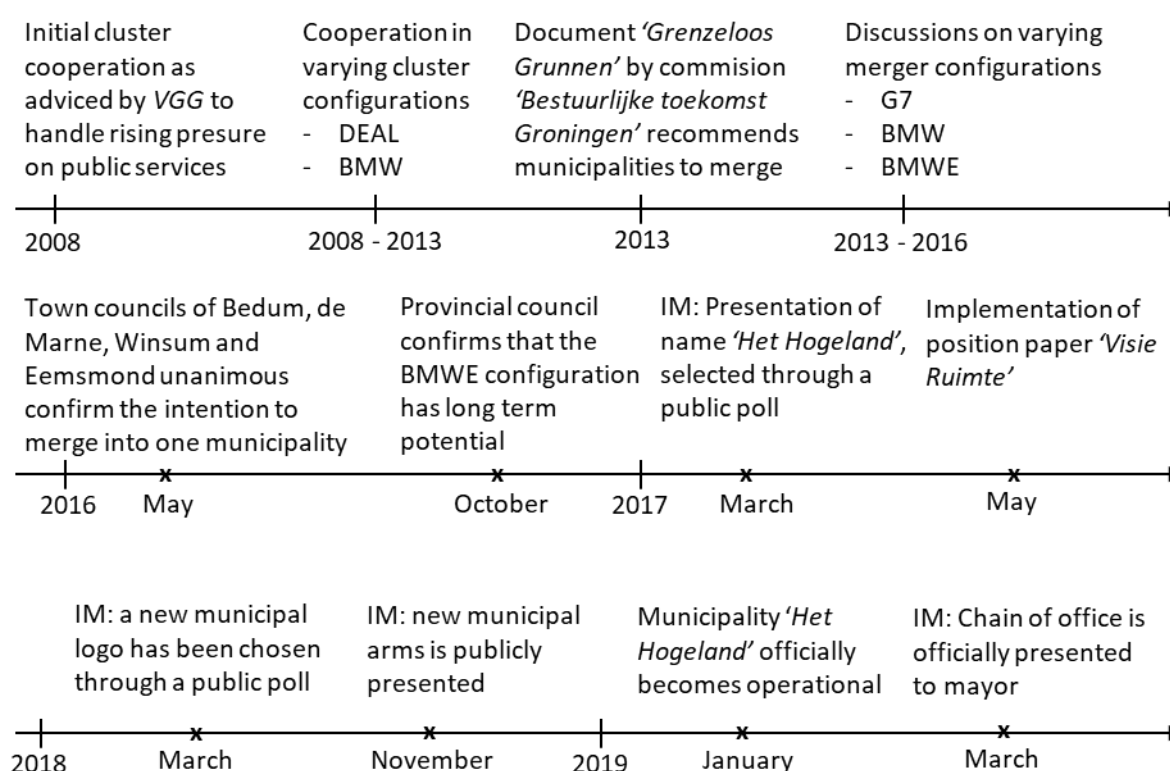 Initial cluster
cooperation as
adviced by VGG to
handle rising presure
on public services
Cooperation in
varying cluster
configurations
- DEAL
- BMW
Document ‘Grenzeloos
Grunnen’ by commision
‘Bestuurlijke toekomst
Groningen’ recommends
municipalities to merge
Discussions on varying
merger configurations
- G7
- BMW
- BMWE
2008
2008 - 2013
2013
2013 - 2016
Town councils of Bedum, de
Marne, Winsum and
Eemsmond unanimous
confirm the intention to
merge into one municipality
Provincial council
confirms that the
BMWE configuration
has long term
potential
IM: Presentation of
name ‘Het Hogeland’,
selected through a
public poll
Implementation of
position paper ‘Visie
Ruimte’
x x x x
2016
May
October
2017
March
May
IM: a new municipal
logo has been chosen
through a public poll
IM: new municipal
arms is publicly
presented
Municipality ‘Het
Hogeland’ officially
becomes operational
IM: Chain of office is
officially presented
to mayor
x x x x
2018
March
November
2019
January
March